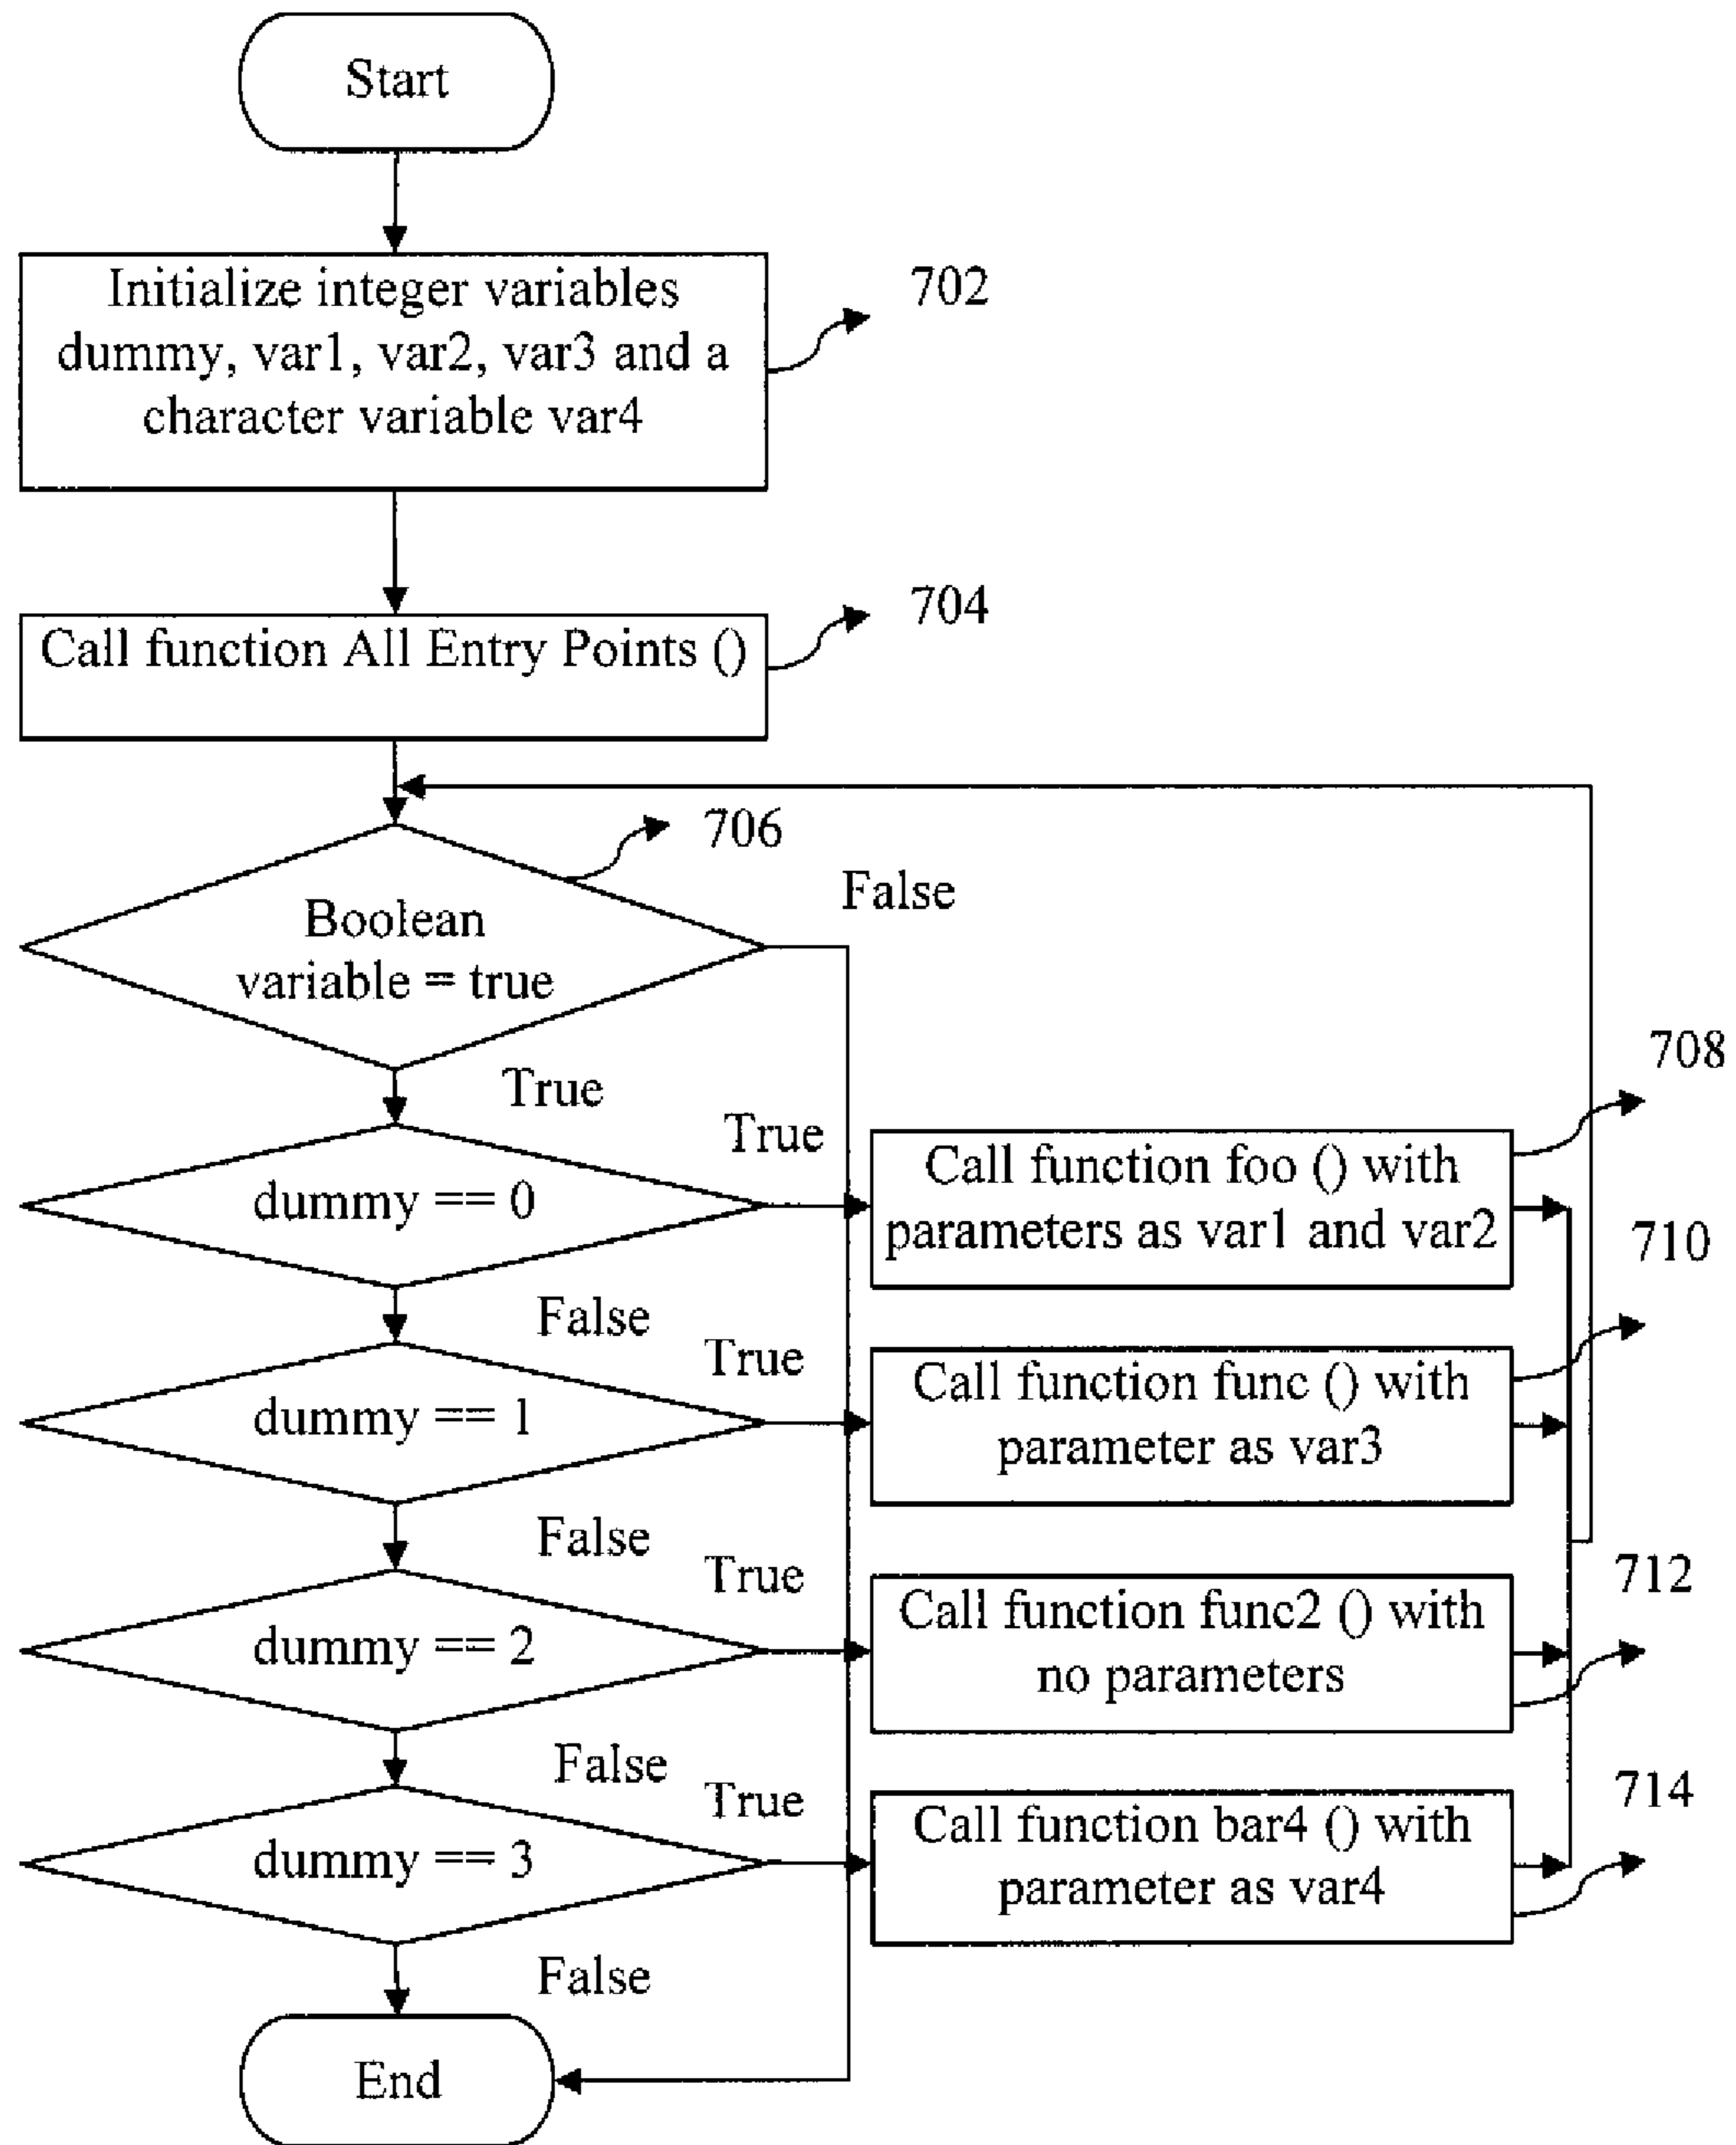 Start
Initialize integer variables
dummy, var1, var2, var3 and a
character variable var4
702
Call function All Entry Points ()
704
706
Boolean
variable = true
False
True
dummy == 0
True
Call function foo () with
parameters as var1 and var2
708
False
dummy == 1
True
Call function func () with
parameter as var3
710
False
dummy == 2
True
Call function func2 () with
no parameters
712
False
dummy == 3
True
Call function bar4 () with
parameter as var4
714
False
End